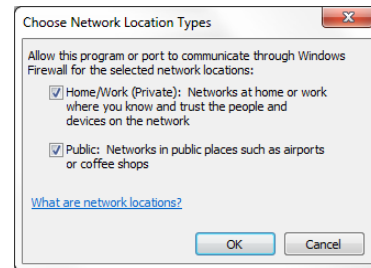 Choose Network Location Types
Allow this program or port to communicate through Windows
Firewall for the selected network locations:
Home/Work (Private): Networks at home or work
where you know and trust the people and
devices on the network
Public: Networks in public places such as airports
or coffee shops
What are network locations?
OK Cancel